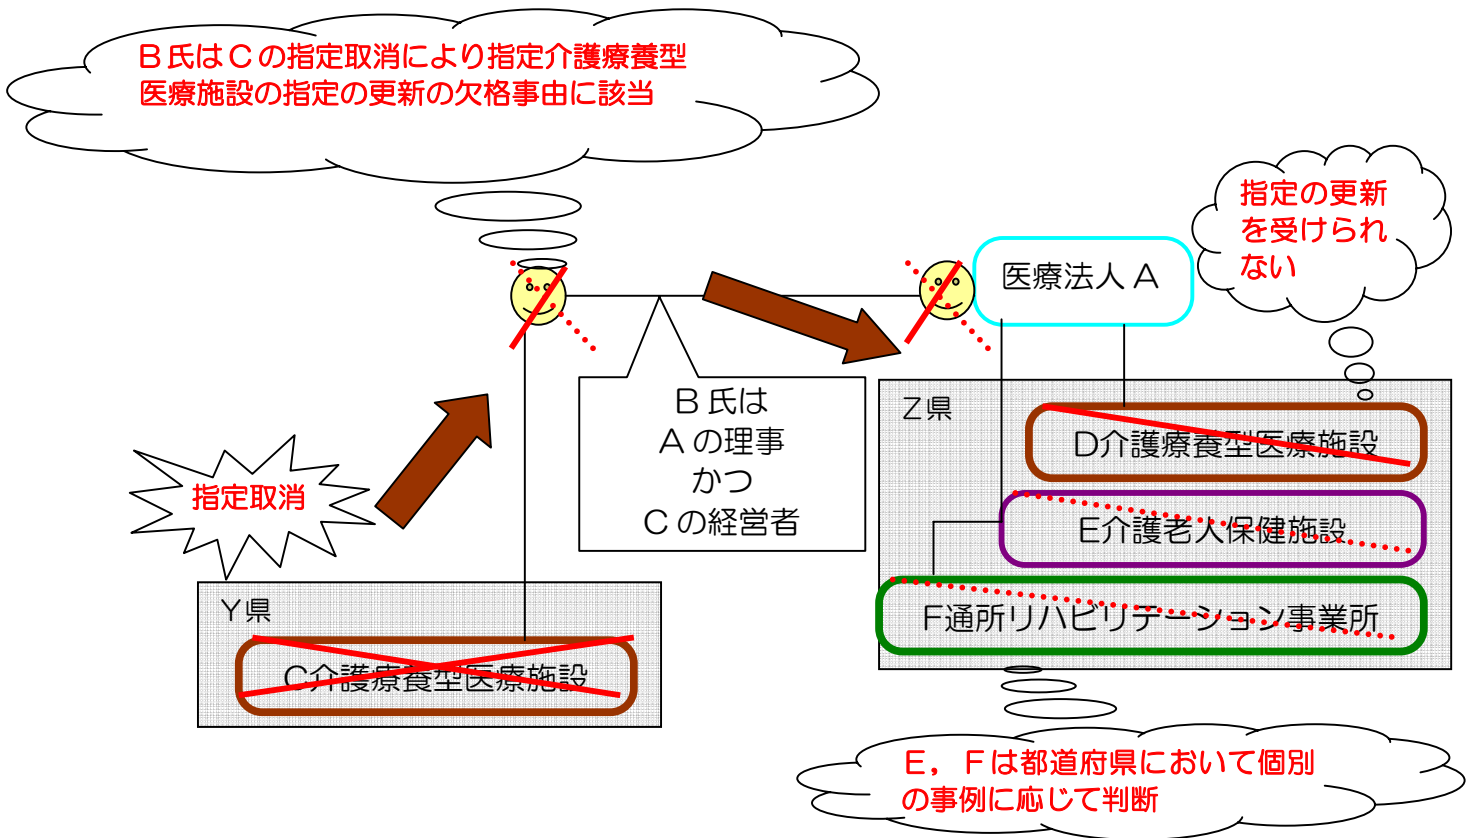 Ｂ氏はＣの指定取消により指定介護療養型
医療施設の指定の更新の欠格事由に該当
指定の更新
を受けられ
ない
医療法人Ａ
Ｂ氏は
Ａの理事
かつ
Ｃの経営者
指定取消
Ｚ県
Ｄ介護療養型医療施設
Ｅ介護老人保健施設
Ｆ通所リハビリテーション事業所
Ｙ県
Ｃ介護療養型医療施設
Ｅ，Ｆは都道府県において個別
の事例に応じて判断